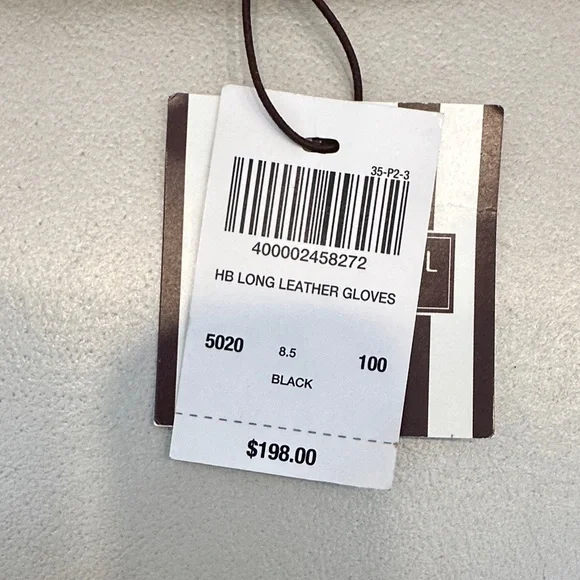 35-P2-3
400002458272
HB LONG LEATHER GLOVES
5020 8.5 100
BLACK
$198.00
L